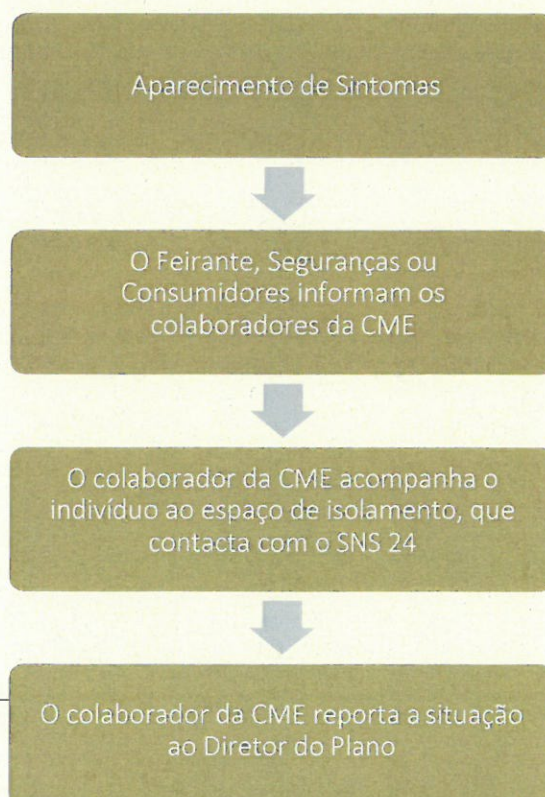 Aparecimento de Sintomas
O Feirante, Seguranças ou
Consumidores informam os
colaboradores da CME
O colaborador da CME acompanha o
indivíduo ao espaço de isolamento, que
contacta com o SNS 24
O colaborador da CME reporta a situação
ao Diretor do Plano